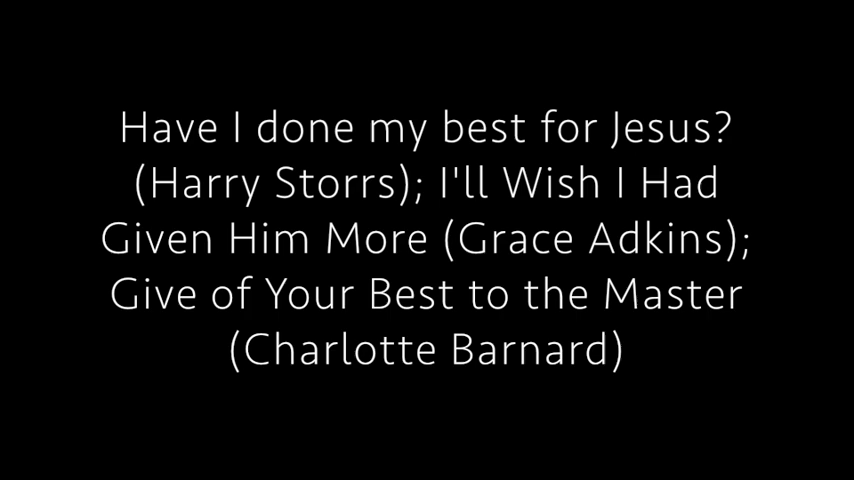 Have I done my best for Jesus?
(Harry Storrs); I'll Wish I Had
Given Him More (Grace Adkins);
Give of Your Best to the Master
(Charlotte Barnard)